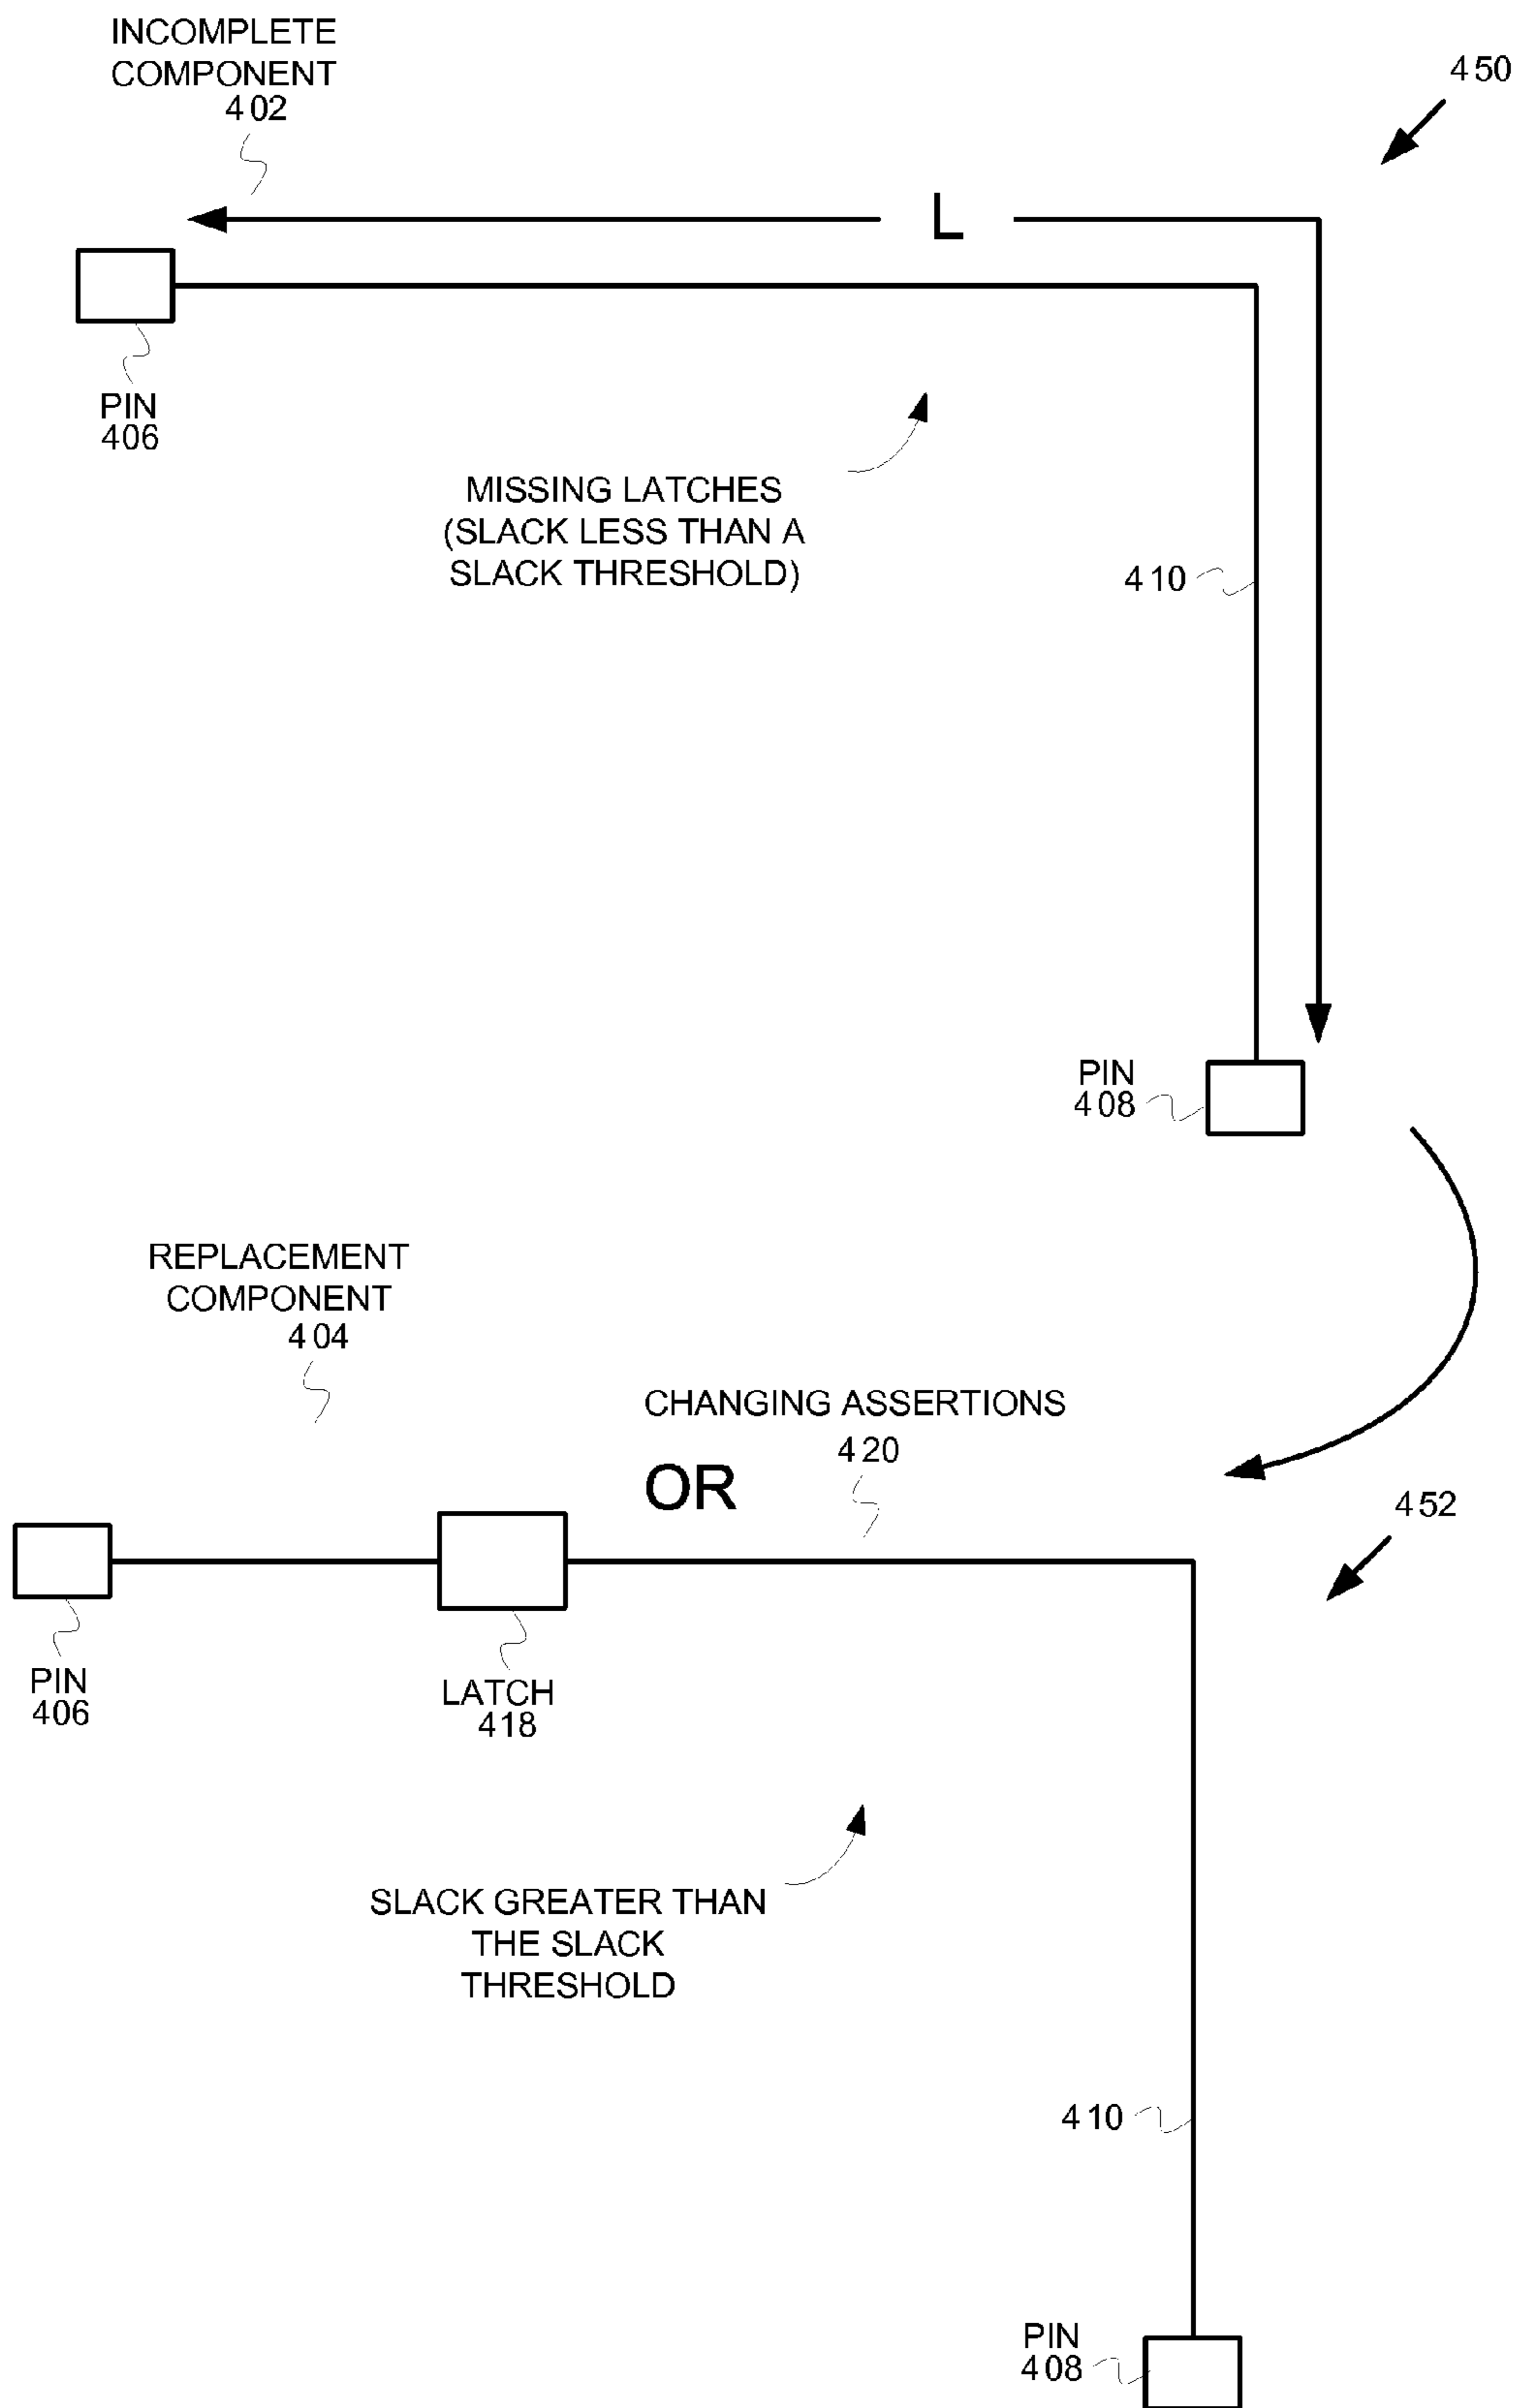 INCOMPLETE
COMPONENT
402
450
L
PIN
406
MISSING LATCHES
(SLACK LESS THAN A
SLACK THRESHOLD)
410
PIN
408
REPLACEMENT
COMPONENT
404
CHANGING ASSERTIONS
420
OR
452
PIN
406
LATCH
418
SLACK GREATER THAN
THE SLACK
THRESHOLD
410
PIN
408